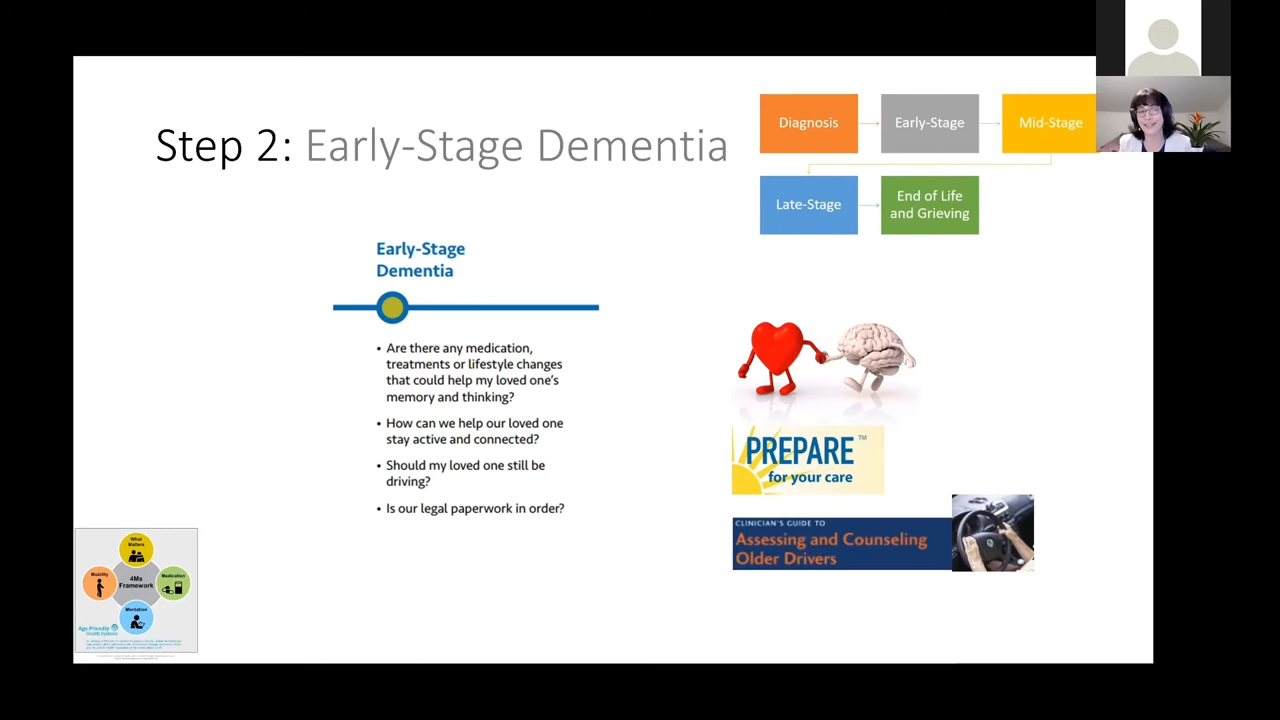 Step 2: Early-Stage Dementia
Diagnosis
Early-Stage
Mid-Stage
Late-Stage
End of Life
and Grieving
Early-Stage
Dementia
• Are there any medication,
treatments or lifestyle changes
that could help my loved one's
memory and thinking?
• How can we help our loved one
stay active and connected?
• Should my loved one still be
driving?
• Is our legal paperwork in order?
PREPARE™
for your care
CLINICIAN'S GUIDE TO
Assessing and Counseling
Older Drivers
What
Matters
Mobility
4Ms
Framework
Medication
Mentation
Age-Friendly
Health Systems